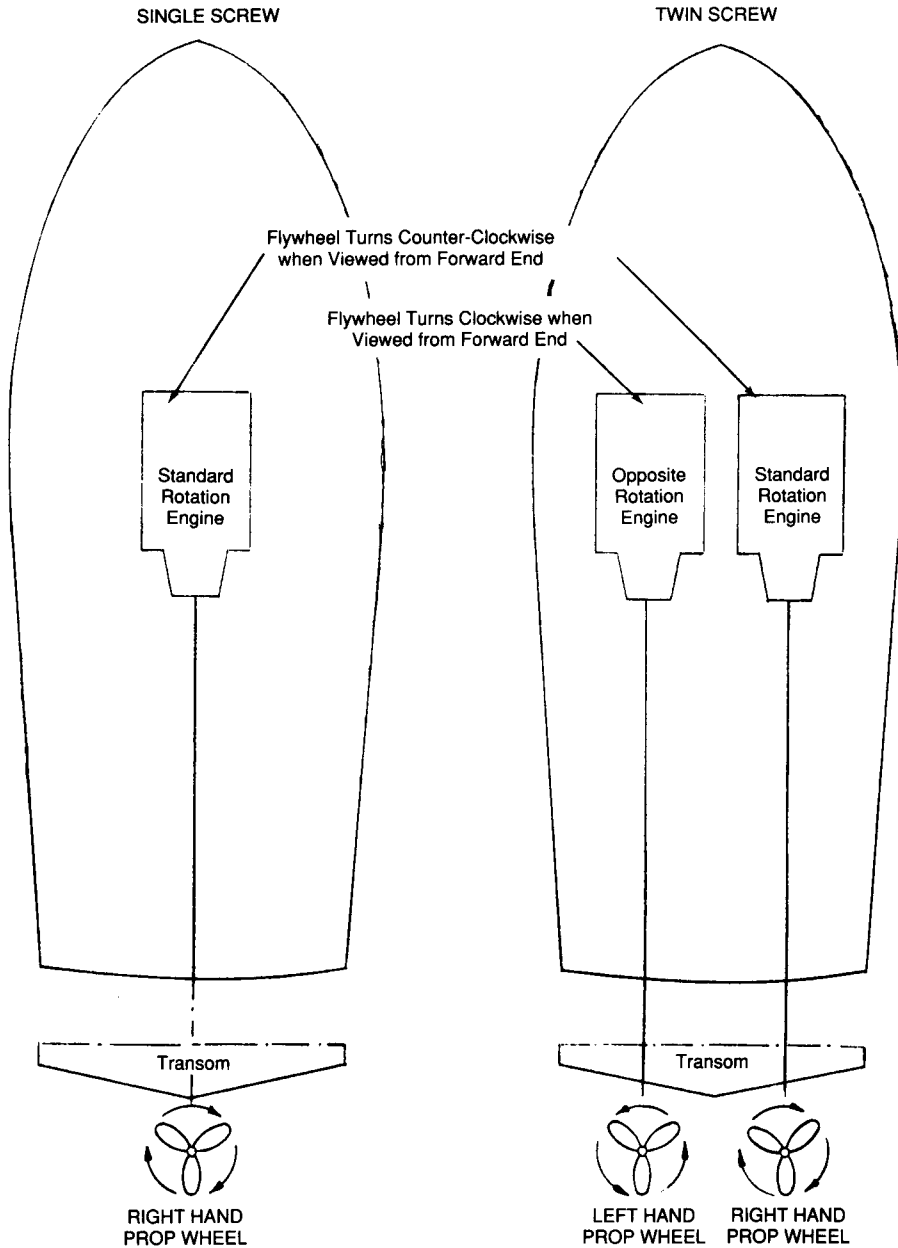 SINGLE SCREW
TWIN SCREW
Flywheel Turns Counter-Clockwise
when Viewed from Forward End
Flywheel Turns Clockwise when
Viewed from Forward End
Standard
Rotation
Engine
Opposite
Rotation
Engine
Standard
Rotation
Engine
Transom
Transom
RIGHT HAND
PROP WHEEL
LEFT HAND
PROP WHEEL
RIGHT HAND
PROP WHEEL